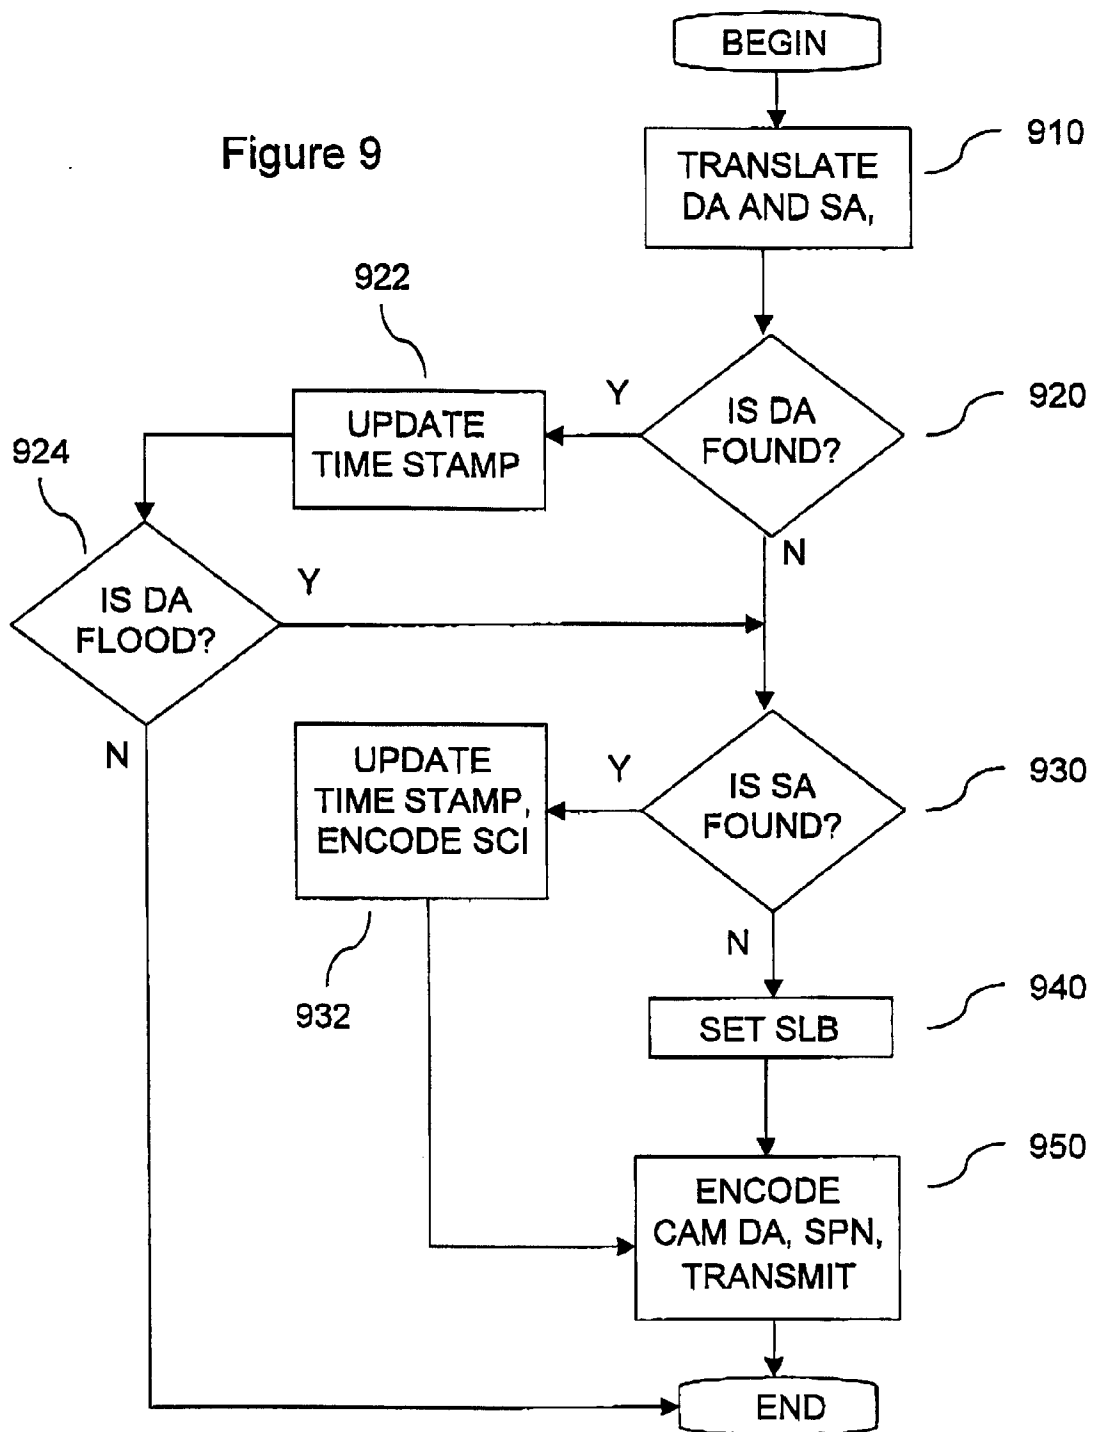 BEGIN
Figure 9
910
TRANSLATE
DA AND SA,
922
Y
UPDATE
TIME STAMP
IS DA
FOUND?
920
N
924
IS DA
FLOOD?
Y
N
UPDATE
TIME STAMP,
ENCODE SCI
932
Y
IS SA
FOUND?
930
N
SET SLB
940
950
ENCODE
CAM DA, SPN,
TRANSMIT
END